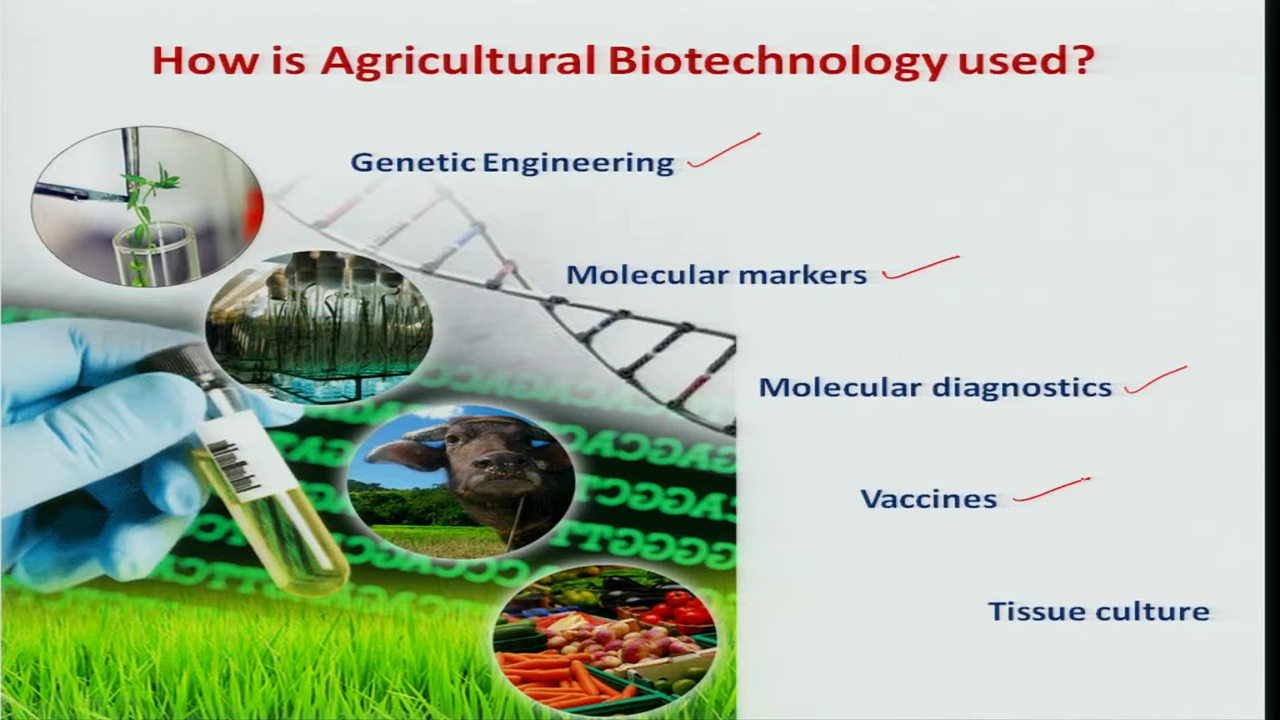 How is Agricultural Biotechnology used?
Genetic Engineering
Molecular markers
Molecular diagnostics
Vaccines
Tissue culture